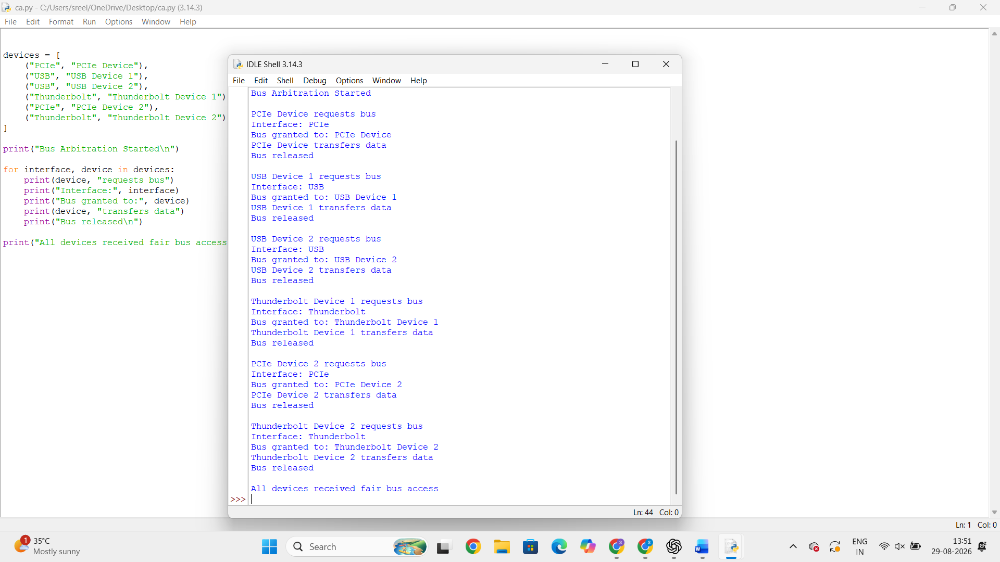 ca.py - C:/Users/sreel/OneDrive/Desktop/ca.py (3.14.3)
File Edit Format Run Options Window Help
devices = [
    ("PCIe", "PCIe Device"),
    ("USB", "USB Device 1"),
    ("USB", "USB Device 2"),
    ("Thunderbolt", "Thunderbolt Device 1")
    ("PCIe", "PCIe Device 2"),
    ("Thunderbolt", "Thunderbolt Device 2")
]
print("Bus Arbitration Started\n")
for interface, device in devices:
    print(device, "requests bus")
    print("Interface:", interface)
    print("Bus granted to:", device)
    print(device, "transfers data")
    print("Bus released\n")
print("All devices received fair bus access
IDLE Shell 3.14.3
File Edit Shell Debug Options Window Help
Bus Arbitration Started
PCIe Device requests bus
Interface: PCIe
Bus granted to: PCIe Device
PCIe Device transfers data
Bus released
USB Device 1 requests bus
Interface: USB
Bus granted to: USB Device 1
USB Device 1 transfers data
Bus released
USB Device 2 requests bus
Interface: USB
Bus granted to: USB Device 2
USB Device 2 transfers data
Bus released
Thunderbolt Device 1 requests bus
Interface: Thunderbolt
Bus granted to: Thunderbolt Device 1
Thunderbolt Device 1 transfers data
Bus released
PCIe Device 2 requests bus
Interface: PCIe
Bus granted to: PCIe Device 2
PCIe Device 2 transfers data
Bus released
Thunderbolt Device 2 requests bus
Interface: Thunderbolt
Bus granted to: Thunderbolt Device 2
Thunderbolt Device 2 transfers data
Bus released
All devices received fair bus access
>>>
Ln: 44 Col: 0
Ln: 1 Col: 0
1
35°C
Mostly sunny
Search
ENG
IN
13:51
29-08-2026